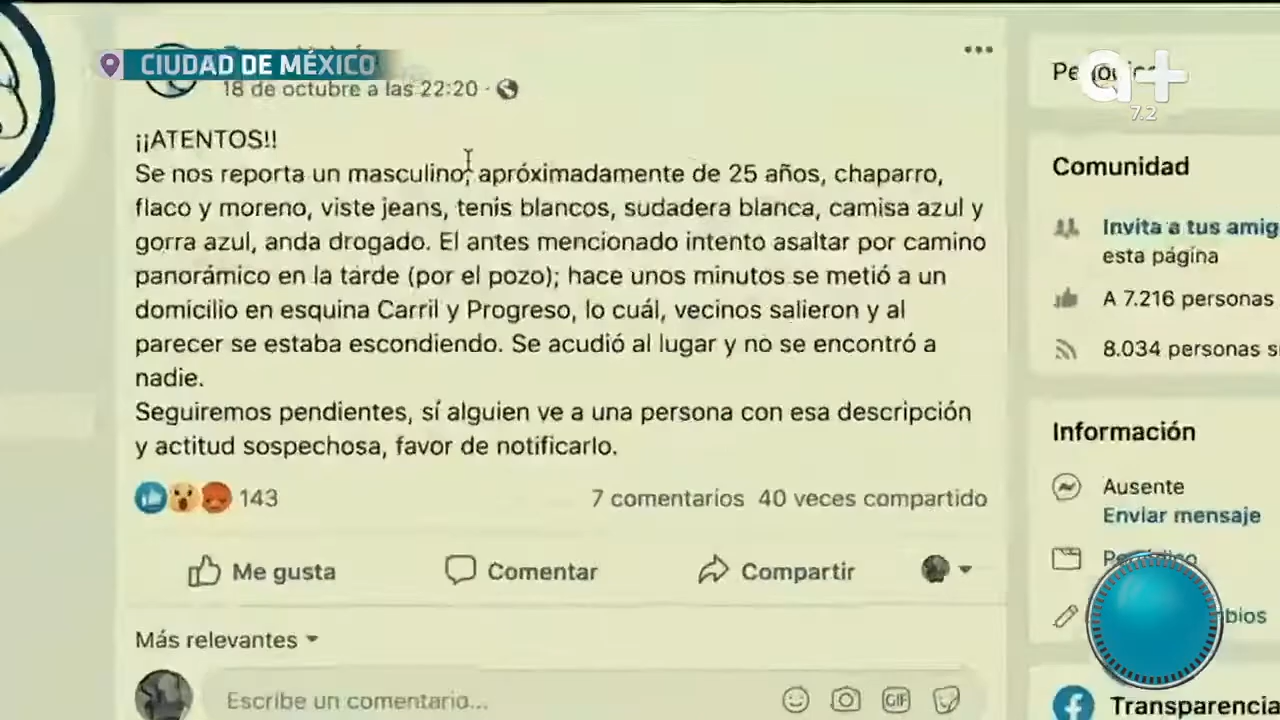 CIUDAD DE MÉXICO
18 de octubre a las 22:20 ·
¡¡ATENTOS!!
Se nos reporta un masculino, apróximadamente de 25 años, chaparro,
flaco y moreno, viste jeans, tenis blancos, sudadera blanca, camisa azul y
gorra azul, anda drogado. El antes mencionado intento asaltar por camino
panorámico en la tarde (por el pozo); hace unos minutos se metió a un
domicilio en esquina Carril y Progreso, lo cuál, vecinos salieron y al
parecer se estaba escondiendo. Se acudió al lugar y no se encontró a
nadie.
Seguiremos pendientes, sí alguien ve a una persona con esa descripción
y actitud sospechosa, favor de notificarlo.
143
7 comentarios 40 veces compartido
Me gusta
Comentar
Compartir
Más relevantes
Escribe un comentario...
GIF
a+
7.2
Comunidad
Invita a tus amig
esta página
A 7.216 personas
8.034 personas s
Información
Ausente
Enviar mensaje
Periódico
Transparencia